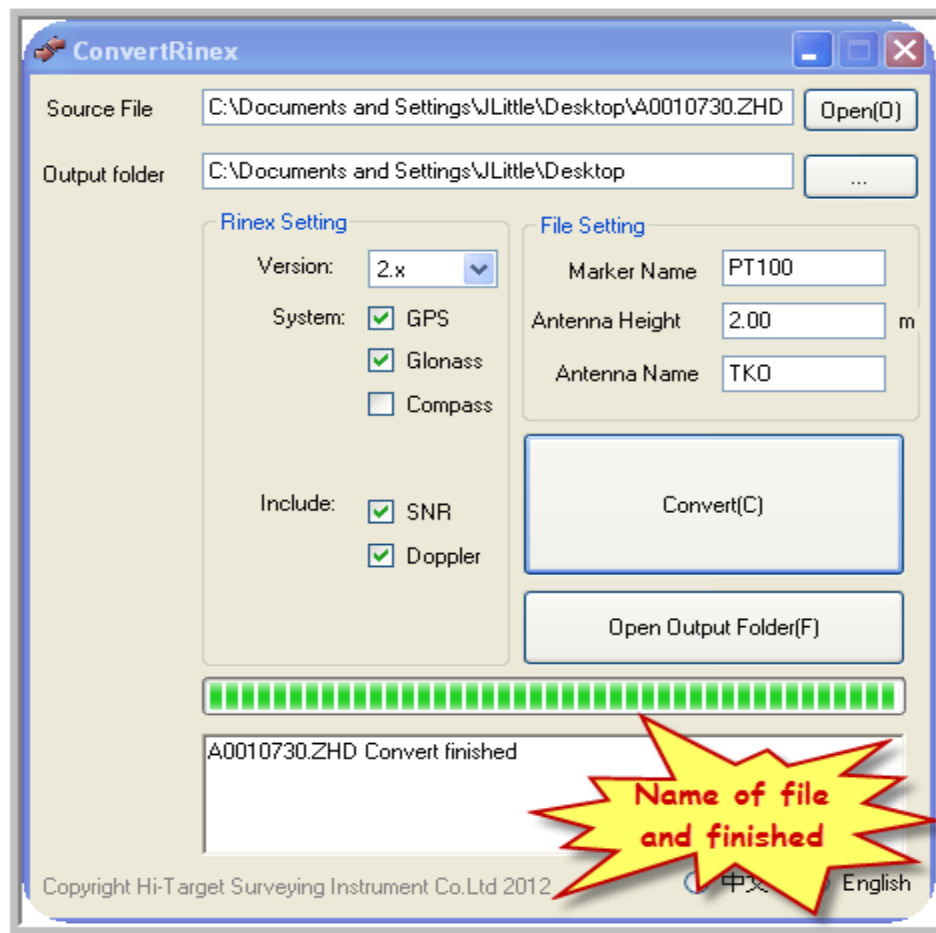 ConvertRinex
Source File C:\Documents and Settings\JLittle\Desktop\A0010730.ZHD Open(O)
Output folder C:\Documents and Settings\JLittle\Desktop ...
Rinex Setting
Version: 2.x
System: GPS
Glonass
Compass
Include: SNR
Doppler
File Setting
Marker Name PT100
Antenna Height 2.00 m
Antenna Name TKO
Convert(C)
Open Output Folder(F)
A0010730.ZHD Convert finished
Name of file
and finished
Copyright Hi-Target Surveying Instrument Co.Ltd 2012 中文 English